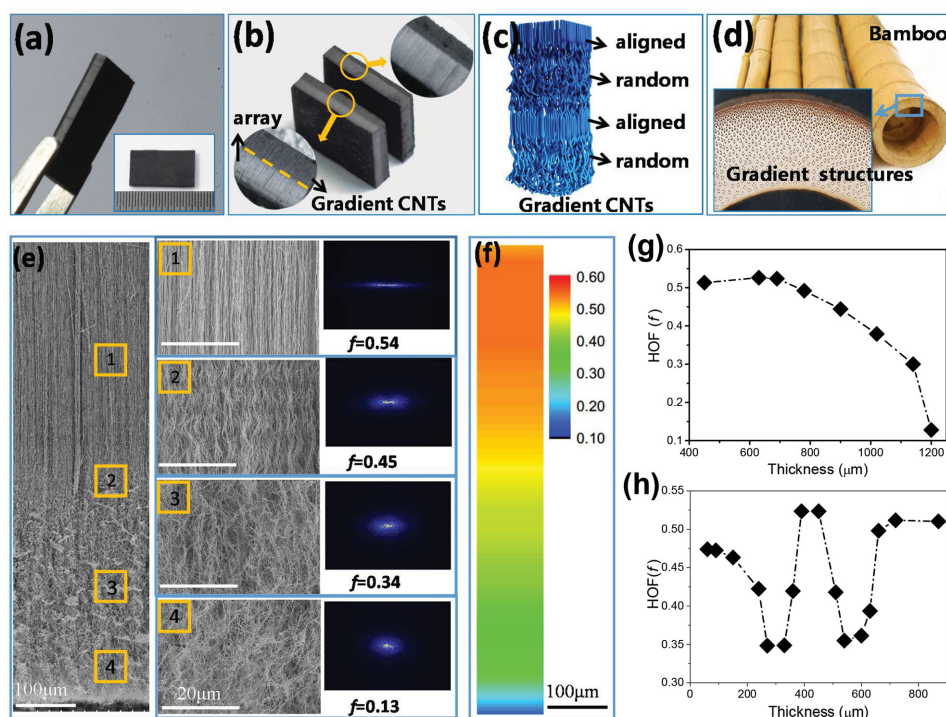 (a)
(b)
array
Gradient CNTs
(c)
aligned
random
aligned
random
Gradient CNTs
(d)
Bamboo
Gradient structures
(e)
1
2
3
4
100μm
1
f=0.54
2
f=0.45
3
f=0.34
4
20μm
f=0.13
(f)
0.60
0.50
0.40
0.30
0.20
0.10
100μm
(g)
HOF (f)
0.6
0.5
0.4
0.3
0.2
0.1
400 600 800 1000 1200
Thickness (μm)
(h)
HOF(f)
0.55
0.50
0.45
0.40
0.35
0.30
0 200 400 600 800
Thickness (μm)